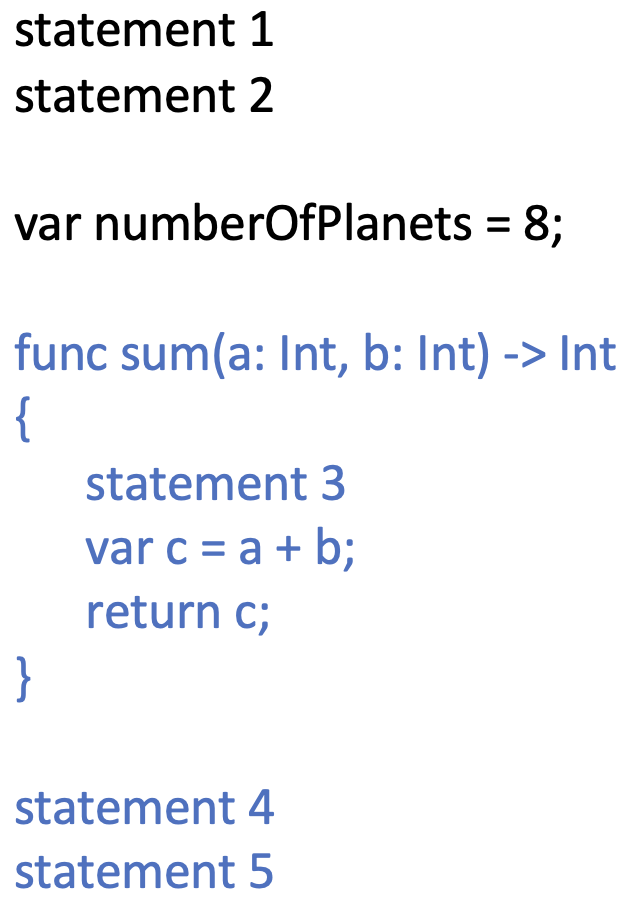 statement 1
statement 2
var numberOfPlanets = 8;
func sum(a: Int, b: Int) -> Int
{
statement 3
var c = a + b;
return c;
}
statement 4
statement 5